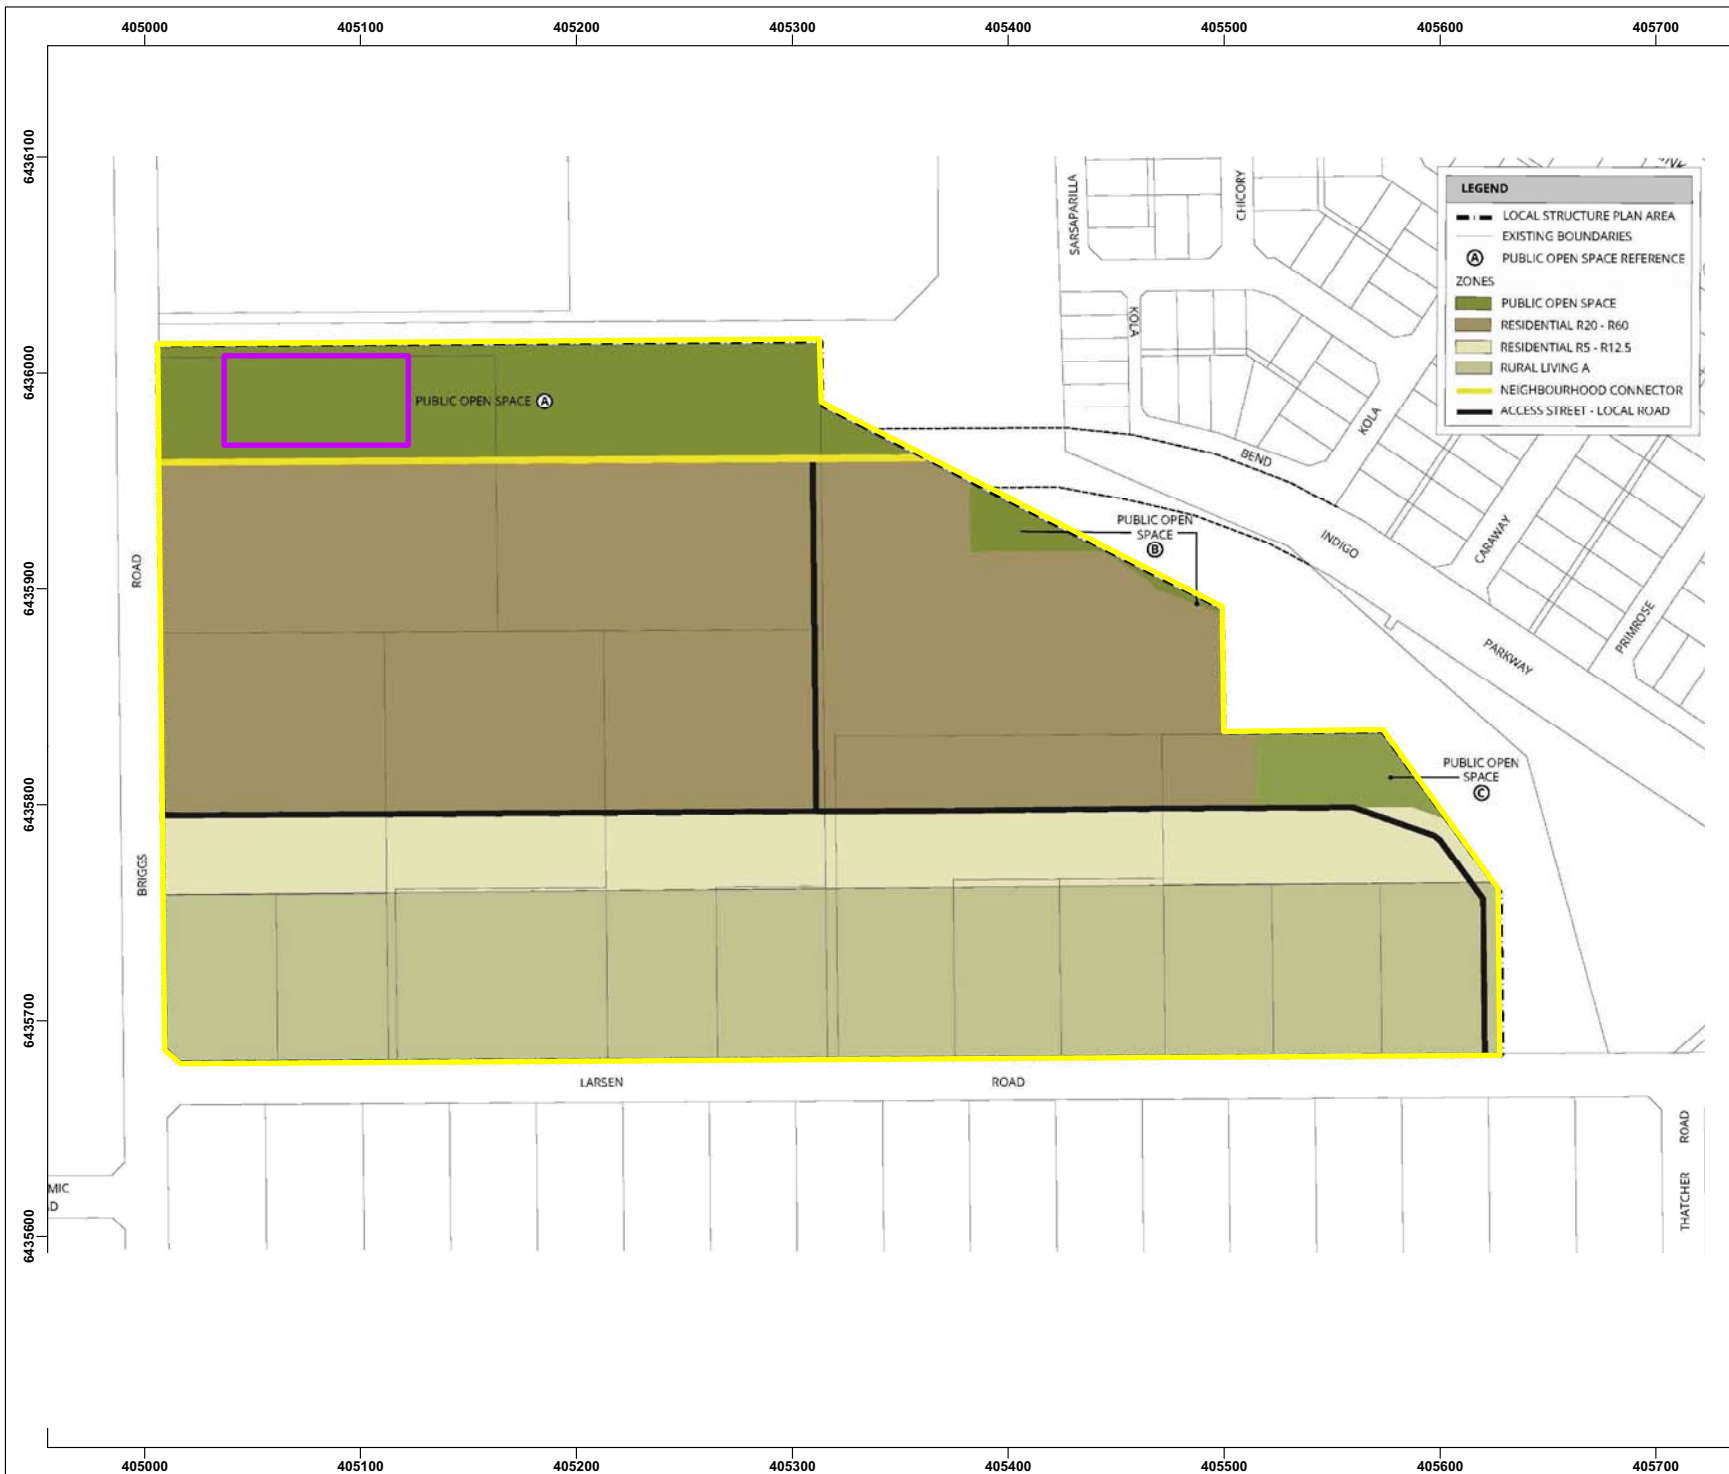 405000 405100 405200 405300 405400 405500 405600 405700
6436100
6436000
6435900
6435800
6435700
6435600
SARSAPARILLA
CHICORY
KOLA
KOLA
BEND
INDIGO
CARAWAY
PRIMROSE
PARKWAY
LEGEND
LOCAL STRUCTURE PLAN AREA
EXISTING BOUNDARIES
A PUBLIC OPEN SPACE REFERENCE
ZONES
PUBLIC OPEN SPACE
RESIDENTIAL R20 - R60
RESIDENTIAL R5 - R12.5
RURAL LIVING A
NEIGHBOURHOOD CONNECTOR
ACCESS STREET - LOCAL ROAD
PUBLIC OPEN SPACE A
PUBLIC OPEN
SPACE
B
PUBLIC OPEN
SPACE
C
ROAD
BRIGGS
LARSEN ROAD
THATCHER ROAD
MIC
405000 405100 405200 405300 405400 405500 405600 405700